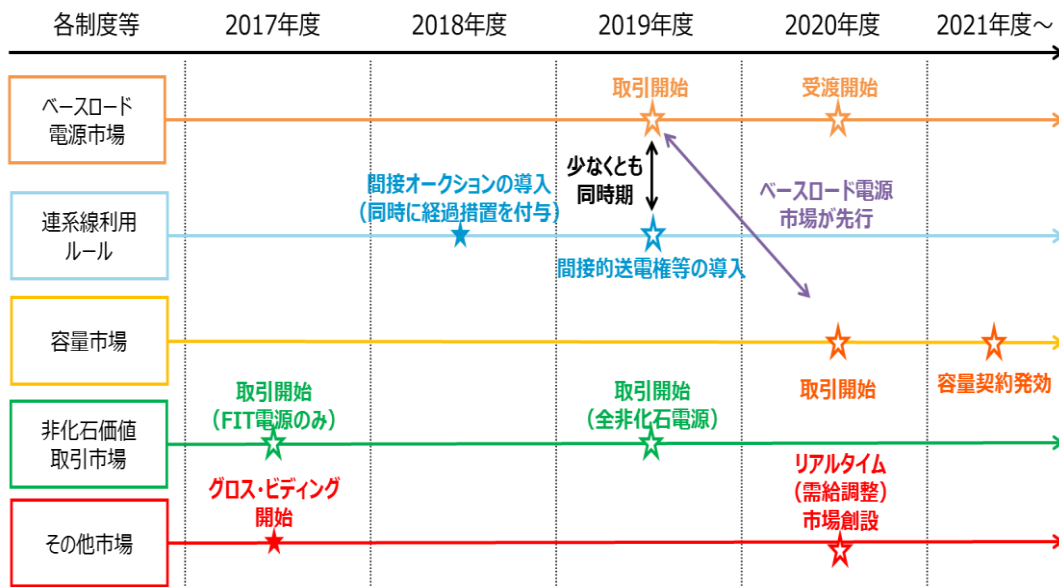 各制度等
2017年度
2018年度
2019年度
2020年度
2021年度～
ベースロード
電源市場
取引開始
受渡開始
少なくとも
同時期
ベースロード電源
市場が先行
連系線利用
ルール
間接オークションの導入
（同時に経過措置を付与）
間接的送電権等の導入
容量市場
取引開始
容量契約発効
非化石価値
取引市場
取引開始
（FIT電源のみ）
取引開始
（全非化石電源）
その他市場
グロス・ビディング
開始
リアルタイム
（需給調整）
市場創設